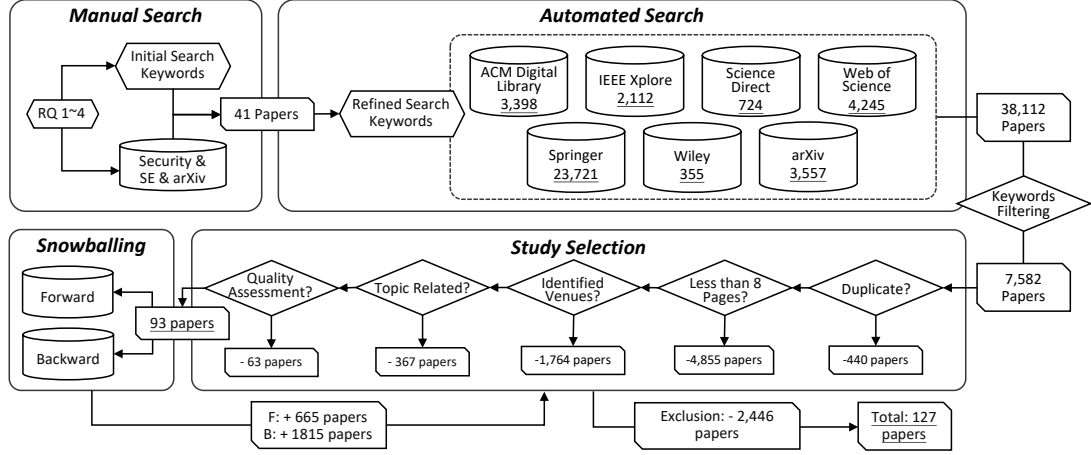 Manual Search
Initial Search
Keywords
RQ 1~4
Security &
SE & arXiv
41 Papers
Automated Search
Refined Search
Keywords
ACM Digital
Library
3,398
IEEE Xplore
2,112
Science
Direct
724
Web of
Science
4,245
Springer
23,721
Wiley
355
arXiv
3,557
38,112
Papers
Keywords
Filtering
7,582
Papers
Snowballing
Forward
Backward
93 papers
Study Selection
Quality
Assessment?
Topic Related?
Identified
Venues?
Less than 8
Pages?
Duplicate?
- 63 papers
- 367 papers
-1,764 papers
-4,855 papers
-440 papers
F: + 665 papers
B: + 1815 papers
Exclusion: - 2,446
papers
Total: 127
papers